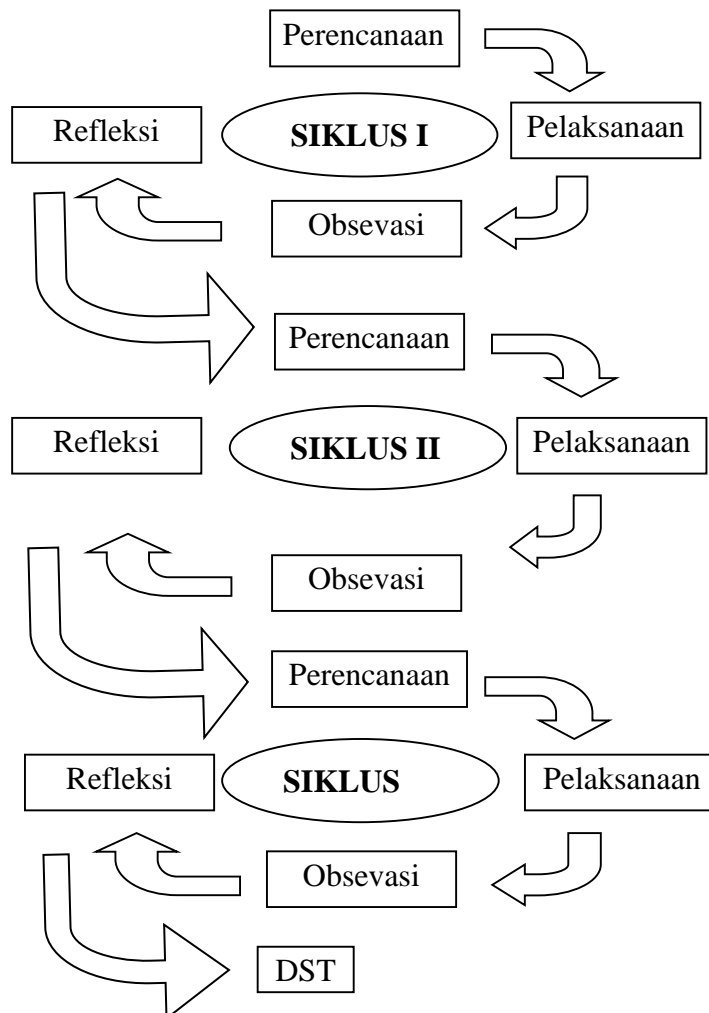 Perencanaan
Refleksi
SIKLUS I
Pelaksanaan
Obsevasi
Perencanaan
Refleksi
SIKLUS II
Pelaksanaan
Obsevasi
Perencanaan
Refleksi
SIKLUS
Pelaksanaan
Obsevasi
DST